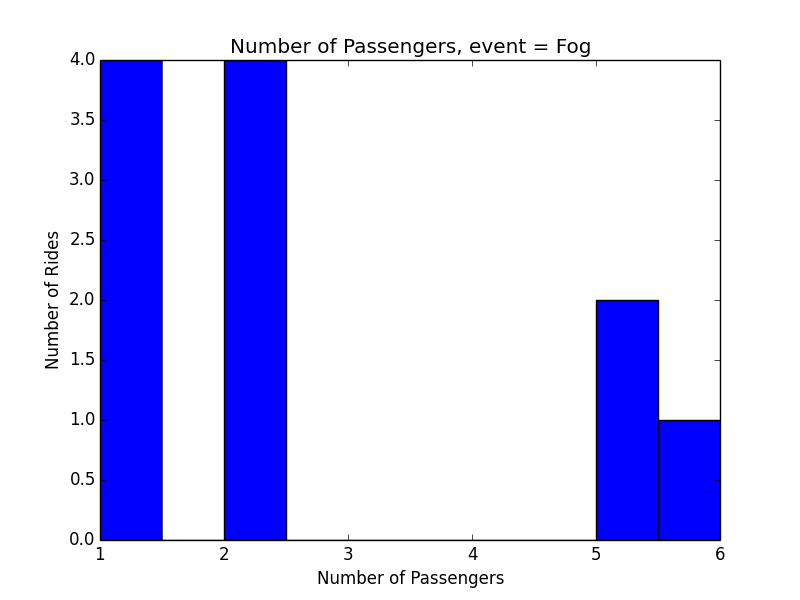 Number of Passengers, event = Fog
4.0
3.5
3.0
2.5
2.0
1.5
1.0
0.5
0.0
Number of Rides
1 2 3 4 5 6
Number of Passengers